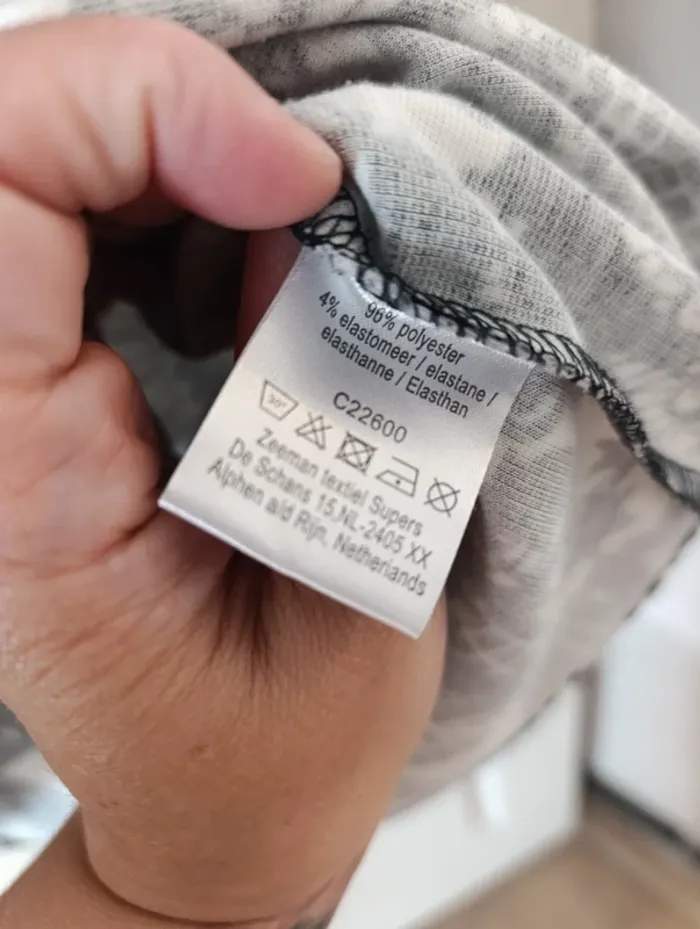 96% polyester
4% elastomeer / elastane /
elasthanne / Elasthan
C22600
30°
Zeeman textiel Supers
De Schans 15.NL-2405 XX
Alphen a/d Rijn, Netherlands